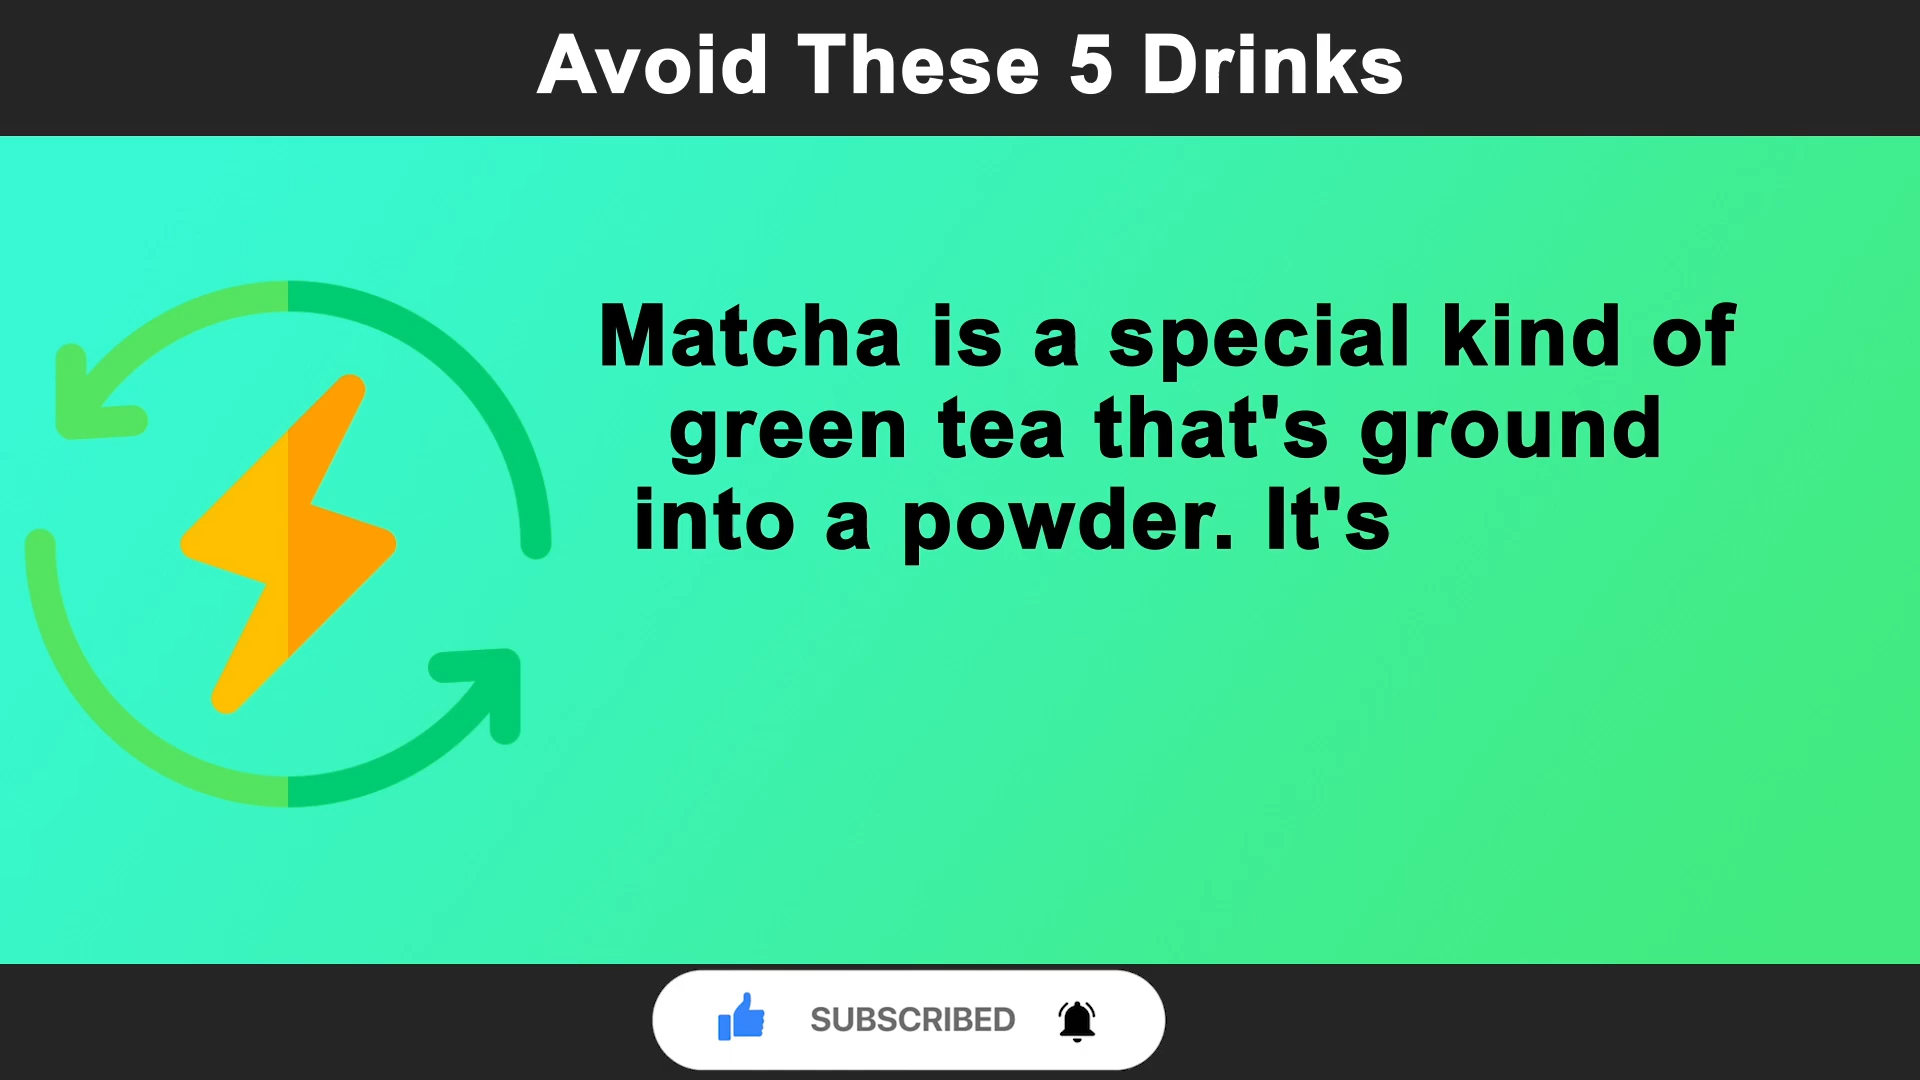 Avoid These 5 Drinks
Matcha is a special kind of
green tea that's ground
into a powder. It's
SUBSCRIBED